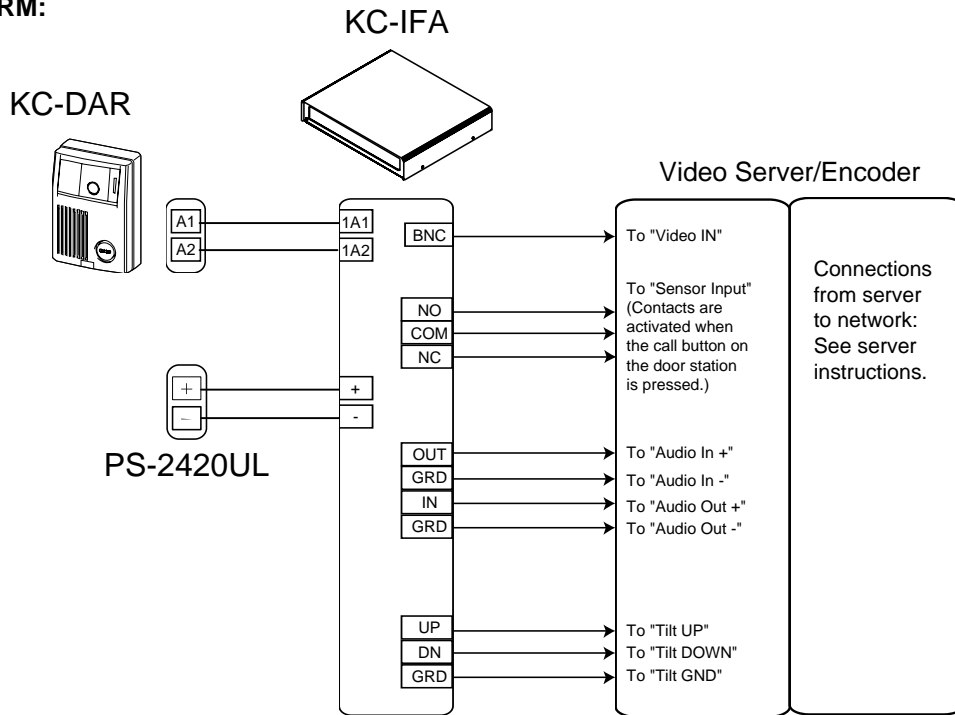 RM:
KC-IFA
KC-DAR
Video Server/Encoder
A1
A2
1A1
1A2
BNC
To "Video IN"
NO
COM
NC
To "Sensor Input"
(Contacts are
activated when
the call button on
the door station
is pressed.)
Connections
from server
to network:
See server
instructions.
+
-
+
-
PS-2420UL
OUT
GRD
IN
GRD
To "Audio In +"
To "Audio In -"
To "Audio Out +"
To "Audio Out -"
UP
DN
GRD
To "Tilt UP"
To "Tilt DOWN"
To "Tilt GND"